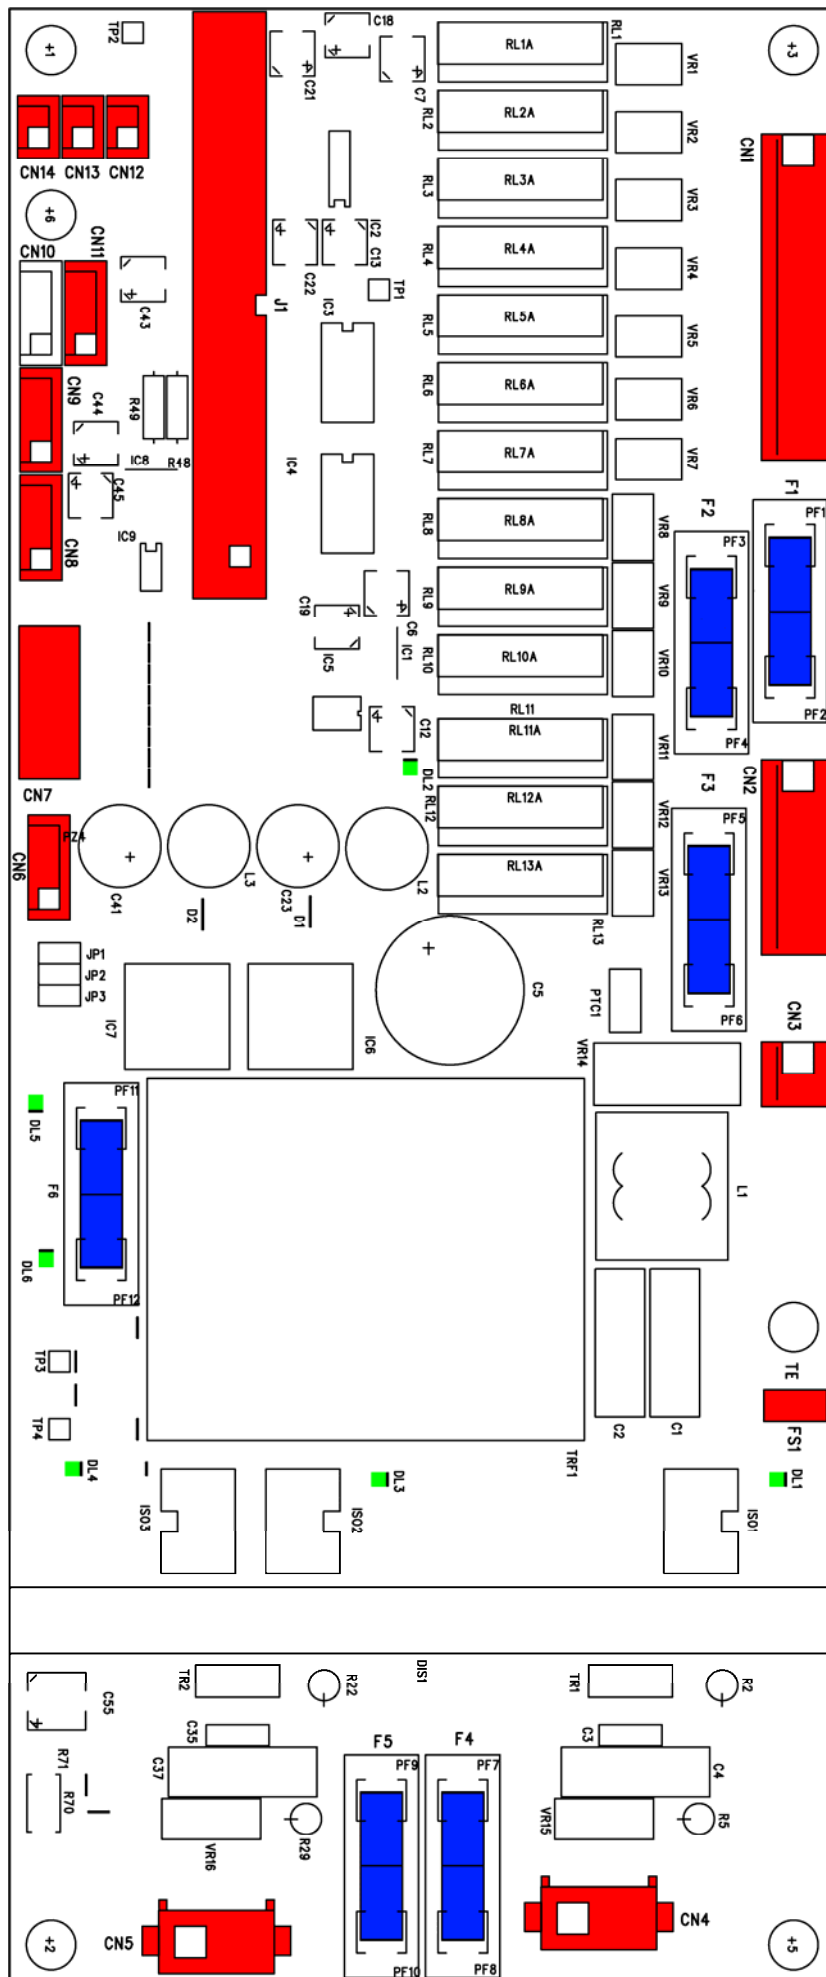 +1
TP2
C18
RL1
RL1A
VR1
+3
C21
C7
RL2
RL2A
VR2
CN1
CN14
CN13
CN12
RL3
RL3A
VR3
+6
IC2
C13
C22
RL4
RL4A
VR4
CN10
CN11
C43
J1
IC3
TP1
RL5
RL5A
VR5
CN9
C44
R49
RL6
RL6A
VR6
IC8
R48
IC4
RL7
RL7A
VR7
CN8
C45
IC9
RL8
RL8A
VR8
F2
F1
PF1
PF3
C19
C6
RL9
RL9A
VR9
IC5
IC1
RL10
RL10A
VR10
PF2
PF4
CN7
C12
DL2
RL11
RL11A
VR11
F3
CN2
RL12
RL12A
VR12
PF5
CN6
PZ4
C41
L3
C23
L2
RL13A
VR13
D2
D1
RL13
JP1
JP2
JP3
C5
PTC1
PF6
CN3
IC7
IC6
VR14
DL5
PF11
F6
L1
DL6
PF12
TP3
TE
TP4
C2
C1
FS1
DL4
DL3
TRF1
DL1
ISO3
ISO2
ISO1
DIS1
C55
TR2
R22
TR1
R2
C35
C3
R71
R70
C37
F5
F4
C4
PF9
PF7
VR16
R29
VR15
R5
+2
CN5
CN4
+5
PF10
PF8